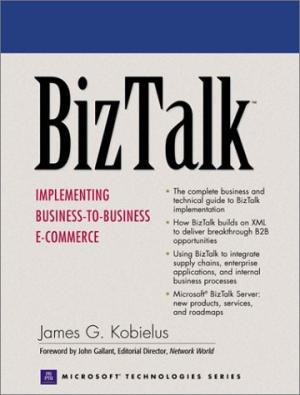 BizTalk™
IMPLEMENTING
BUSINESS-TO-BUSINESS
E-COMMERCE
• The complete business and
technical guide to BizTalk
implementation
• How BizTalk builds on XML
to deliver breakthrough B2B
opportunities
• Using BizTalk to integrate
supply chains, enterprise
applications, and internal
business processes
• Microsoft® BizTalk Server:
new products, services, and
roadmaps
James G. Kobielus
Foreword by John Gallant, Editorial Director, Network World
PH
PTR
MICROSOFT® TECHNOLOGIES SERIES